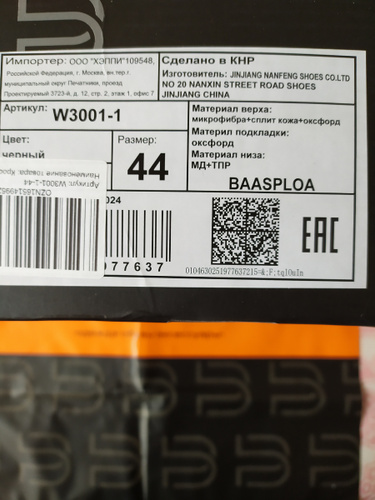 Импортер: ООО "ХЭППИ"109548,
Российская Федерация, г. Москва, вн.тер.г.
муниципальный округ Печатники, проезд
Проектируемый 3723-й, д. 12, стр. 2, этаж 1, офис 7
Сделано в КНР
Изготовитель: JINJIANG NANFENG SHOES CO.LTD
NO 20 NANXIN STREET ROAD SHOES
JINJIANG CHINA
Артикул: W3001-1
Материал верха:
микрофибра+сплит кожа+оксфорд
Материал подкладки:
оксфорд
Материал низа:
МД+ТПР
Цвет:
черный
Размер:
44
BAASPLOA
024
77637
EAC
Артикул: W3001-1-44
Наименование товара: Крос